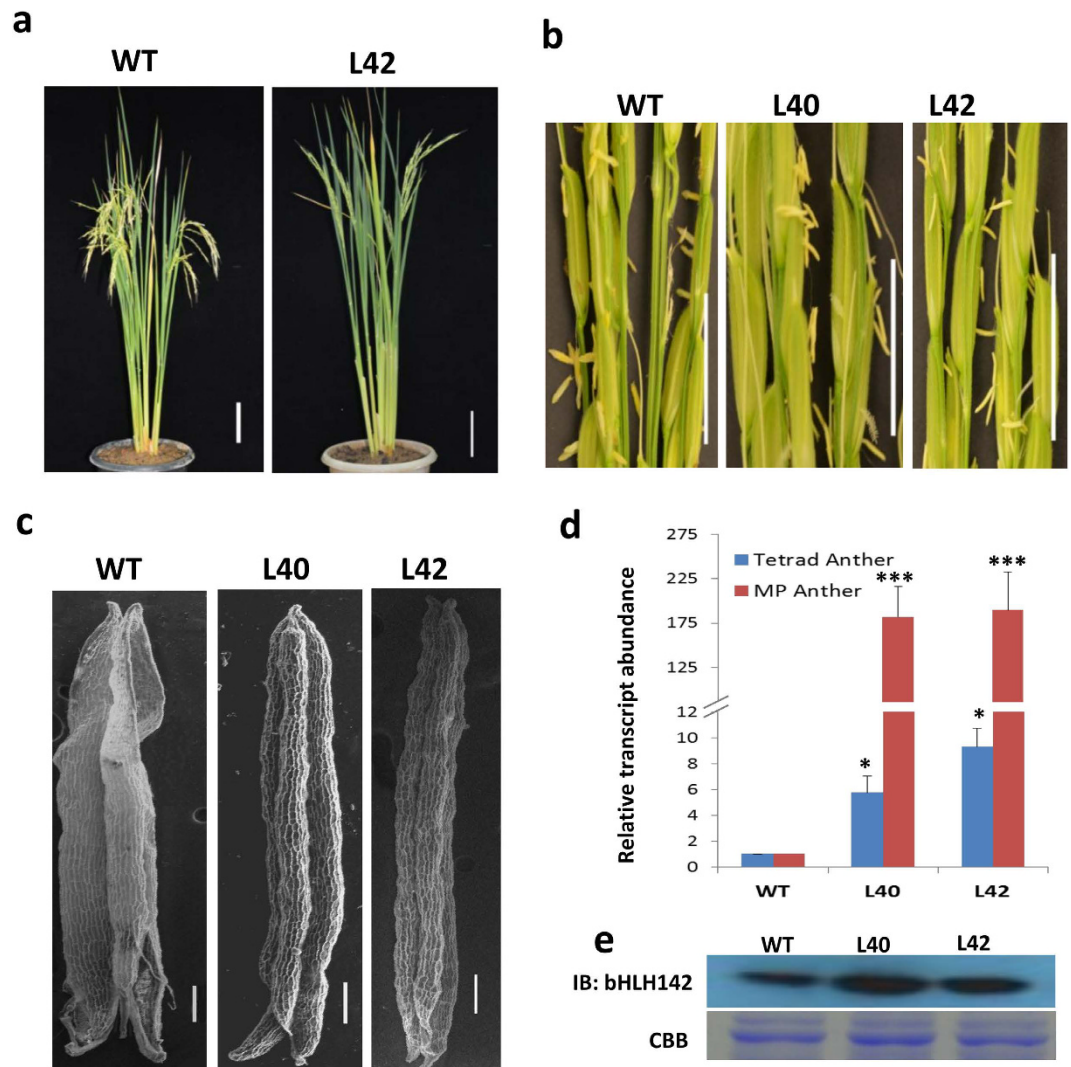 a
WT L42
b
WT L40 L42
c
WT L40 L42
d
Relative transcript abundance
275
225
175
125
12
10
8
6
4
2
0
Tetrad Anther
MP Anther
*** ***
* *
WT L40 L42
e
WT L40 L42
IB: bHLH142
CBB